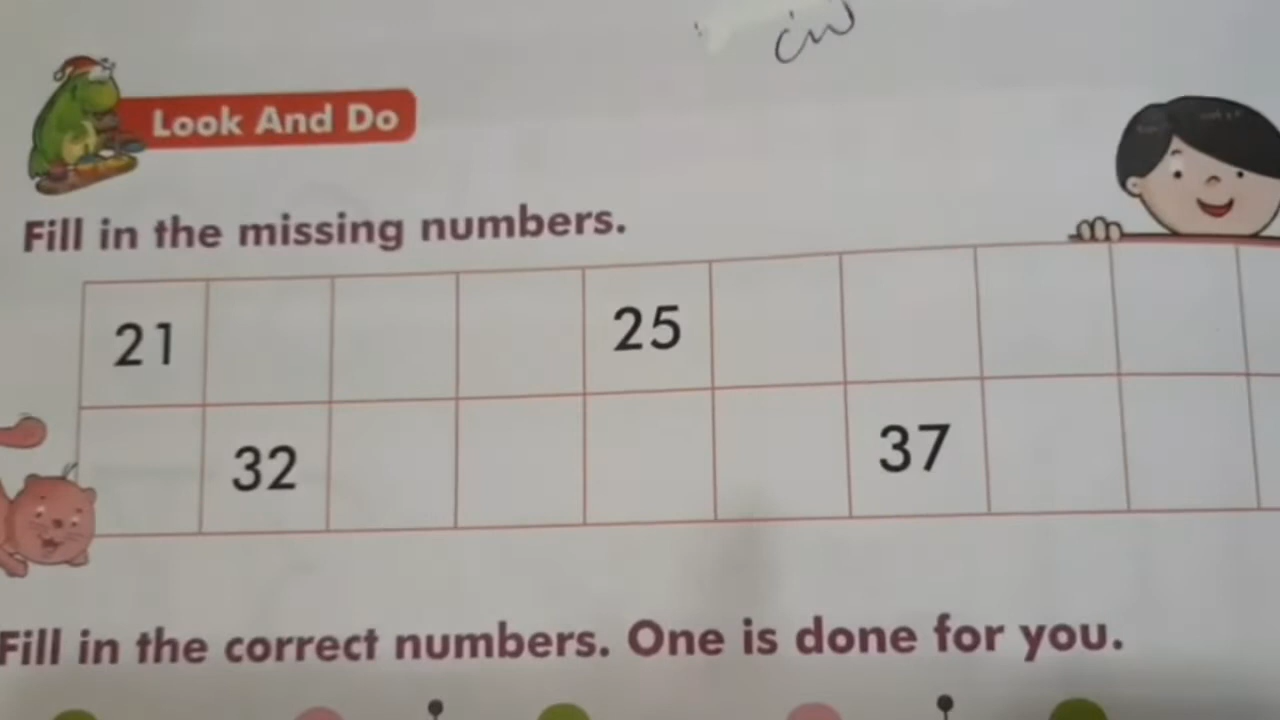 cw
Look And Do
Fill in the missing numbers.
21 25
32 37
Fill in the correct numbers. One is done for you.